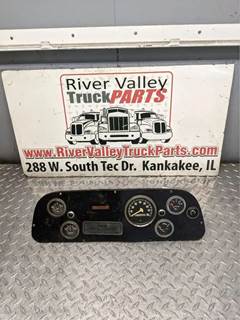 River Valley
TruckPARTS
www.RiverValleyTruckParts.com
288 W. South Tec Dr. Kankakee, IL